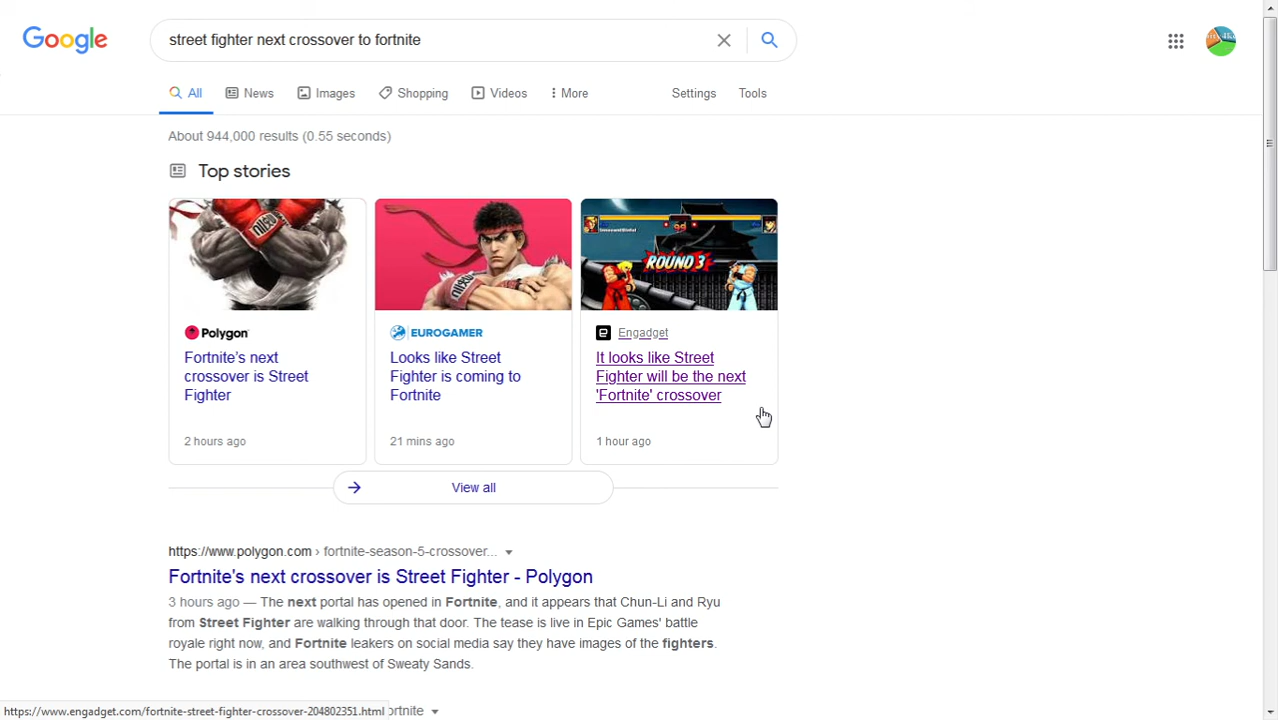 Google
street fighter next crossover to fortnite
All
News
Images
Shopping
Videos
More
Settings
Tools
About 944,000 results (0.55 seconds)
Top stories
ROUND 3
Polygon
Fortnite's next
crossover is Street
Fighter
2 hours ago
EUROGAMER
Looks like Street
Fighter is coming to
Fortnite
21 mins ago
Engadget
It looks like Street
Fighter will be the next
'Fortnite' crossover
1 hour ago
View all
https://www.polygon.com › fortnite-season-5-crossover...
Fortnite's next crossover is Street Fighter - Polygon
3 hours ago — The next portal has opened in Fortnite, and it appears that Chun-Li and Ryu
from Street Fighter are walking through that door. The tease is live in Epic Games' battle
royale right now, and Fortnite leakers on social media say they have images of the fighters.
The portal is in an area southwest of Sweaty Sands.
https://www.engadget.com/fortnite-street-fighter-crossover-204802351.html
ortnite